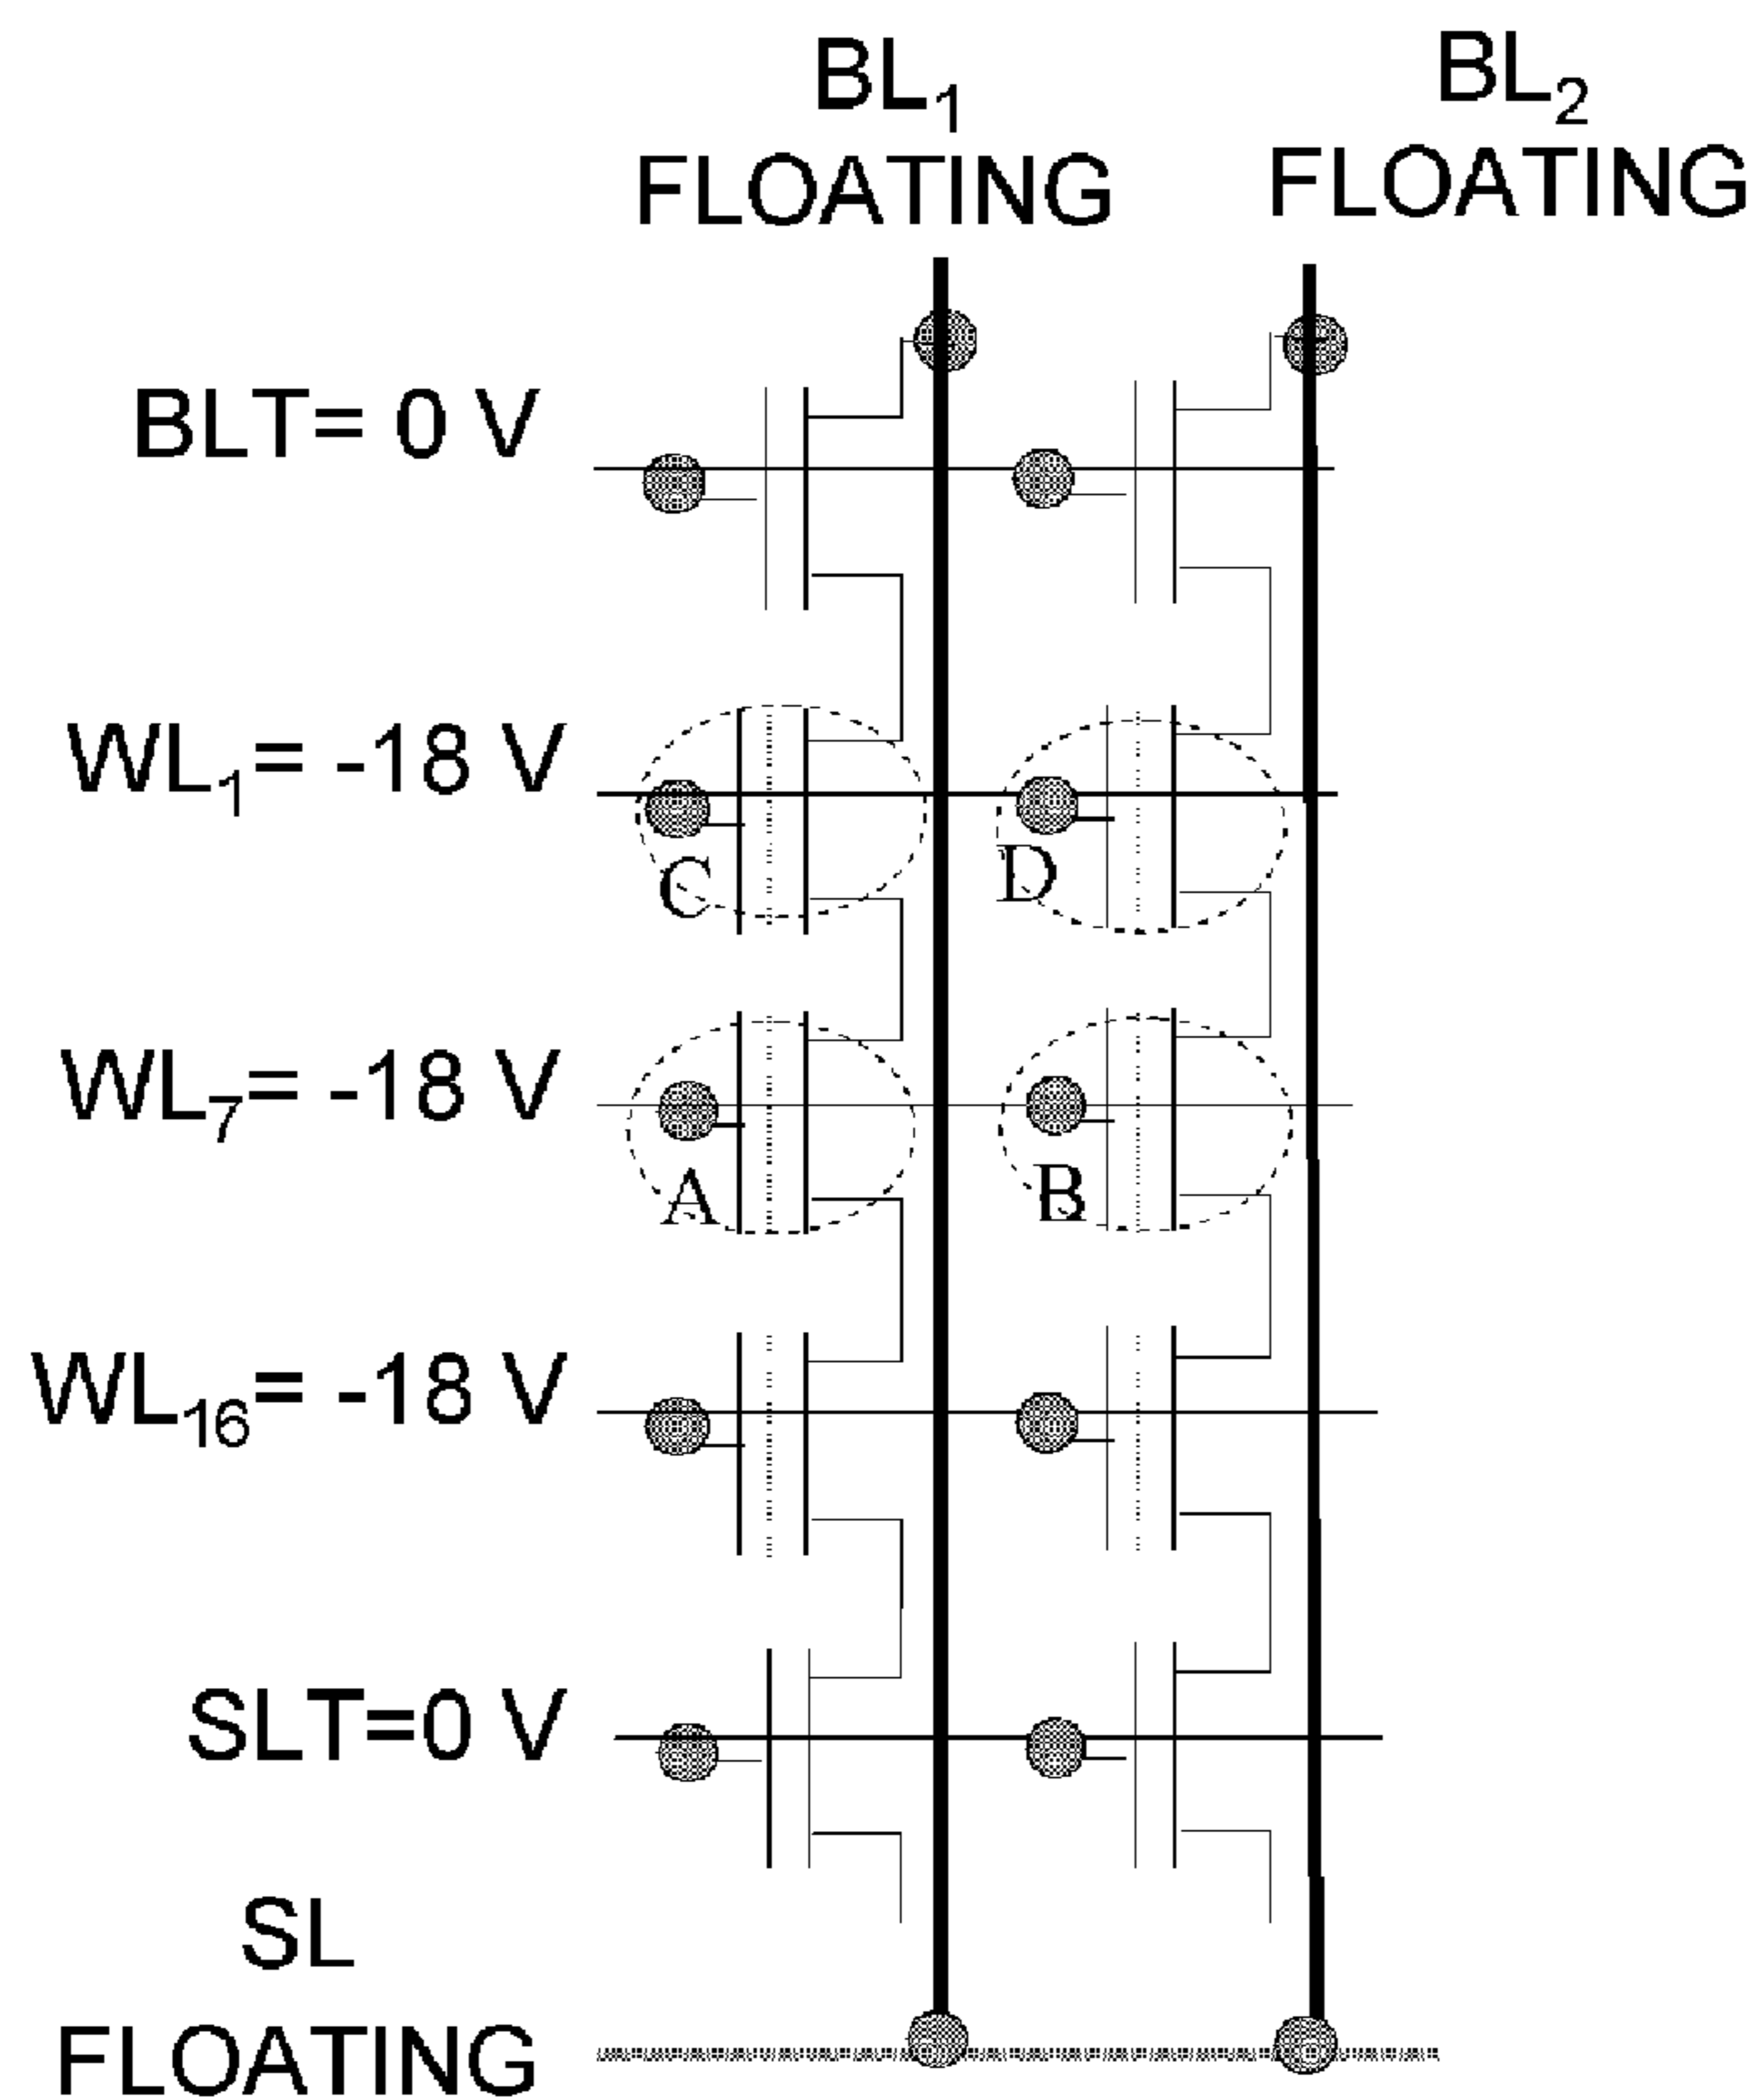 BL1 BL2
FLOATING FLOATING
BLT= 0 V
WL1= -18 V
C D
WL7= -18 V
A B
WL16= -18 V
SLT=0 V
SL
FLOATING